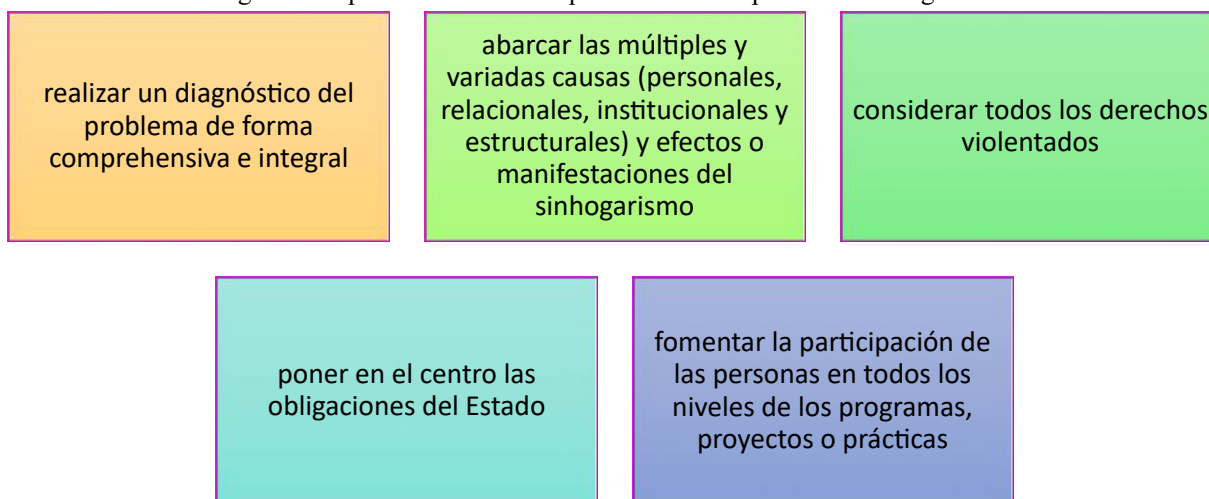 realizar un diagnóstico del
problema de forma
comprehensiva e integral
abarcar las múltiples y
variadas causas (personales,
relacionales, institucionales y
estructurales) y efectos o
manifestaciones del
sinhogarismo
considerar todos los derechos
violentados
poner en el centro las
obligaciones del Estado
fomentar la participación de
las personas en todos los
niveles de los programas,
proyectos o prácticas